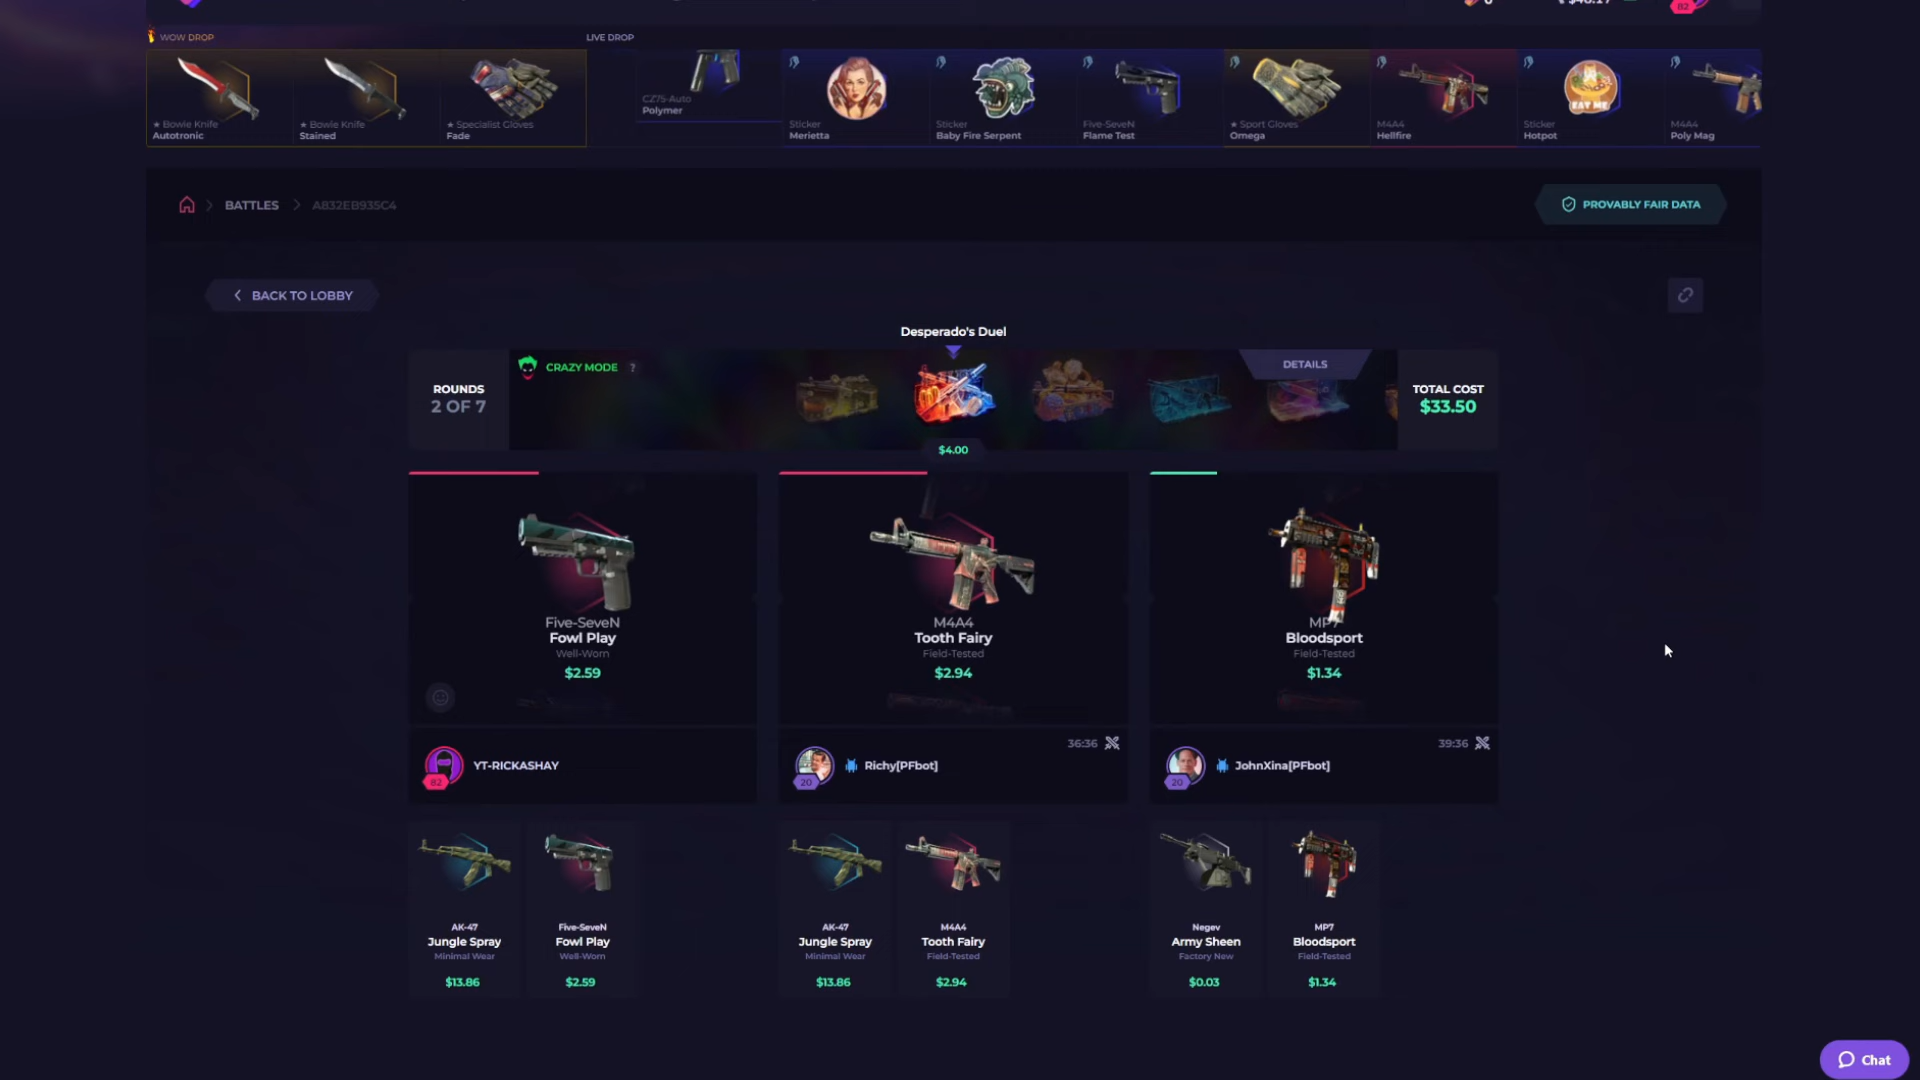 82
WOW DROP
LIVE DROP
★ Bowie Knife
Autotronic
★ Bowie Knife
Stained
★ Specialist Gloves
Fade
CZ75-Auto
Polymer
Sticker
Merietta
Sticker
Baby Fire Serpent
Five-SeveN
Flame Test
★ Sport Gloves
Omega
M4A4
Hellfire
EAT ME
Sticker
Hotpot
M4A4
Poly Mag
BATTLES
A832EB935C4
PROVABLY FAIR DATA
BACK TO LOBBY
Desperado's Duel
ROUNDS
2 OF 7
CRAZY MODE ?
DETAILS
TOTAL COST
$33.50
$4.00
Five-SeveN
Fowl Play
Well-Worn
$2.59
M4A4
Tooth Fairy
Field-Tested
$2.94
MP7
Bloodsport
Field-Tested
$1.34
82
YT-RICKASHAY
36:36
20
Richy[PFbot]
39:36
20
JohnXina[PFbot]
AK-47
Jungle Spray
Minimal Wear
$13.86
Five-SeveN
Fowl Play
Well-Worn
$2.59
AK-47
Jungle Spray
Minimal Wear
$13.86
M4A4
Tooth Fairy
Field-Tested
$2.94
Negev
Army Sheen
Factory New
$0.03
MP7
Bloodsport
Field-Tested
$1.34
Chat